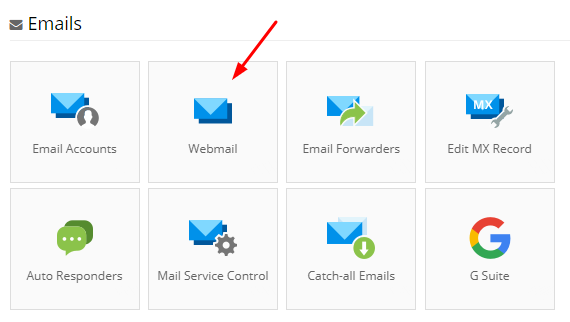 Emails
Email Accounts
Webmail
Email Forwarders
MX
Edit MX Record
Auto Responders
Mail Service Control
Catch-all Emails
G
G Suite